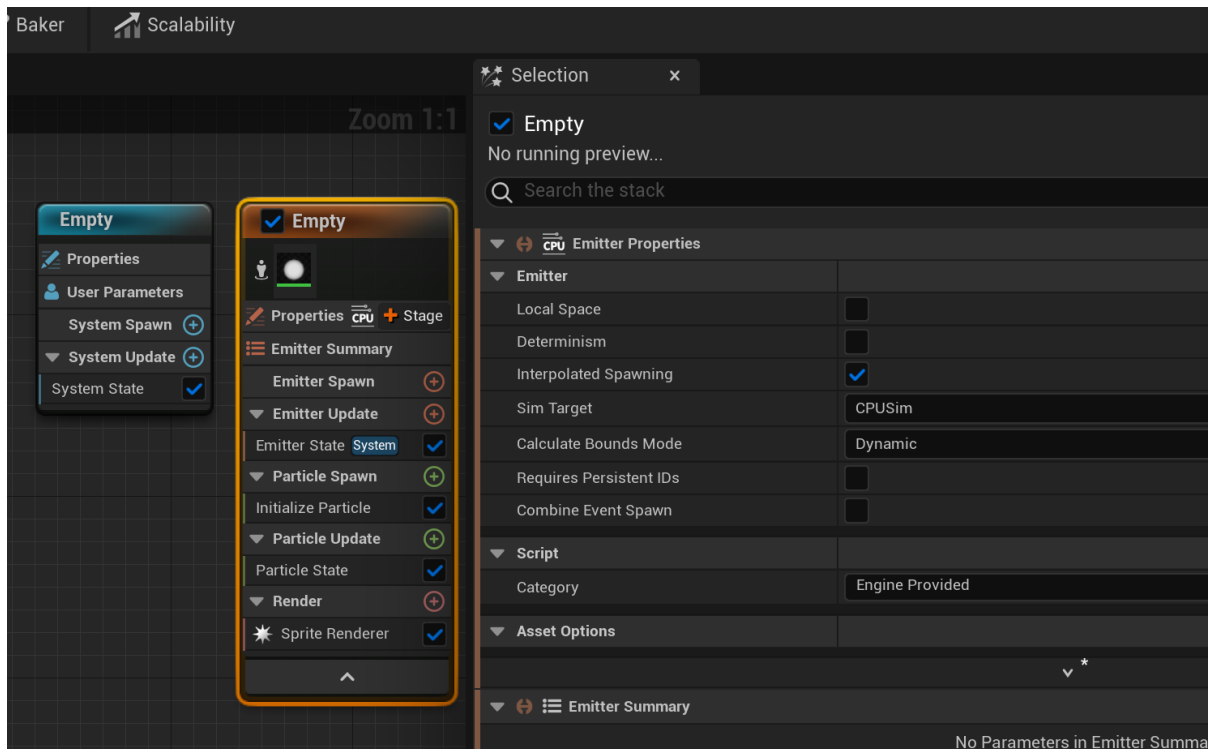 Baker
Scalability
Selection
Zoom 1:1
Empty
No running preview...
Search the stack
Empty
Properties
User Parameters
System Spawn
System Update
System State
Empty
Properties CPU Stage
Emitter Summary
Emitter Spawn
Emitter Update
Emitter State System
Particle Spawn
Initialize Particle
Particle Update
Particle State
Render
Sprite Renderer
CPU Emitter Properties
Emitter
Local Space
Determinism
Interpolated Spawning
Sim Target CPUSim
Calculate Bounds Mode Dynamic
Requires Persistent IDs
Combine Event Spawn
Script
Category Engine Provided
Asset Options
*
Emitter Summary
No Parameters in Emitter Summa